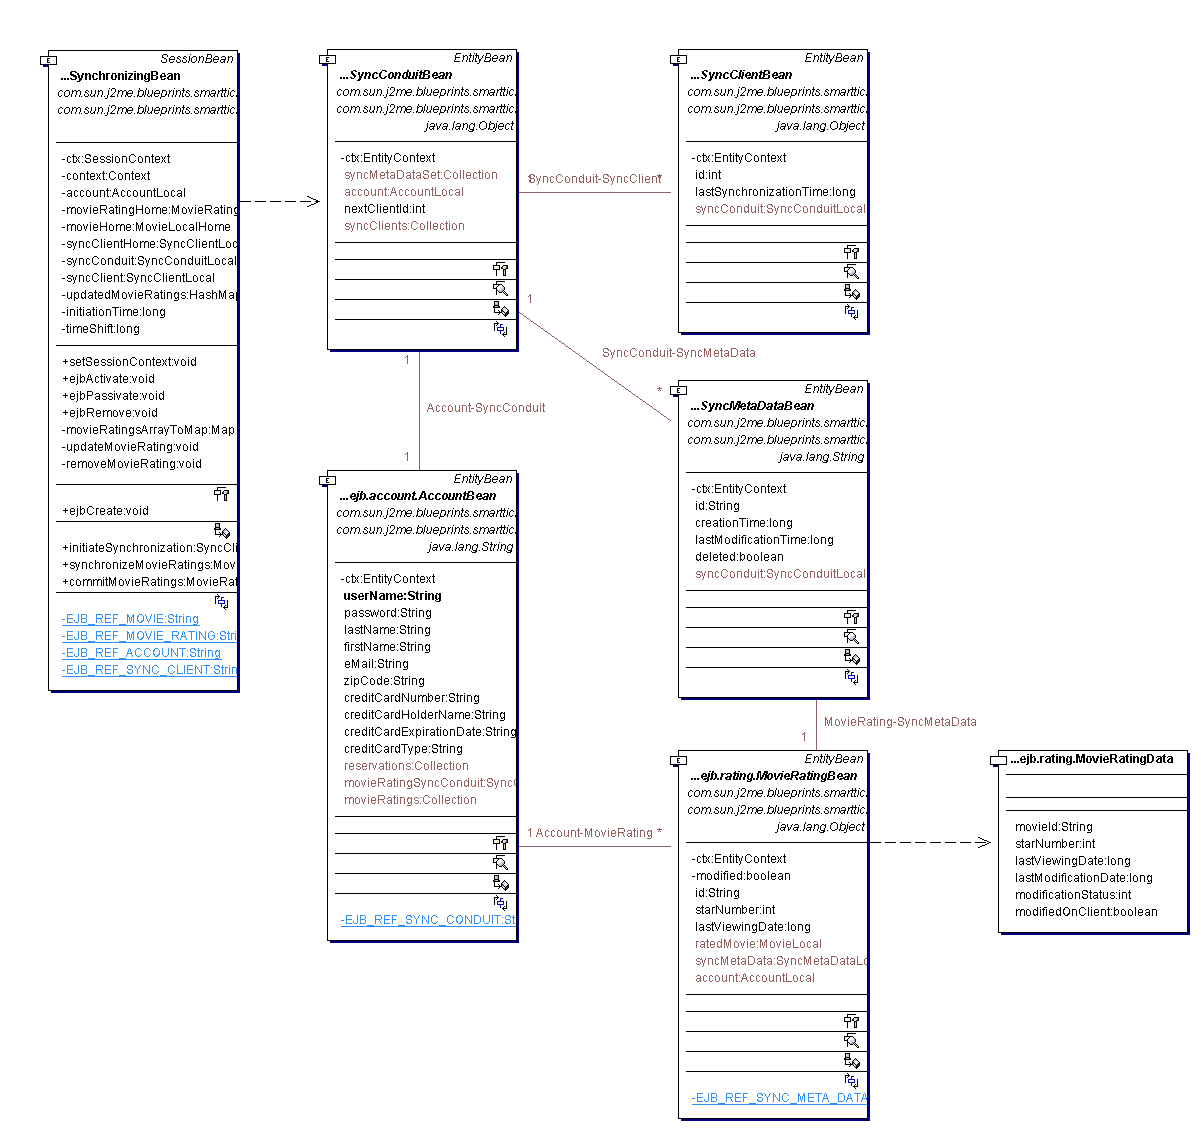 SessionBean
...SynchronizingBean
com.sun.j2me.blueprints.smarttic.
com.sun.j2me.blueprints.smarttic.
-ctx:SessionContext
-context:Context
-account:AccountLocal
-movieRatingHome:MovieRating
-movieHome:MovieLocalHome
-syncClientHome:SyncClientLoc
-syncConduit:SyncConduitLocal
-syncClient:SyncClientLocal
-updatedMovieRatings:HashMap
-initiationTime:long
-timeShift:long
+setSessionContext:void
+ejbActivate:void
+ejbPassivate:void
+ejbRemove:void
-movieRatingsArrayToMap:Map
-updateMovieRating:void
-removeMovieRating:void
+ejbCreate:void
+initiateSynchronization:SyncCli
+synchronizeMovieRatings:Mov
+commitMovieRatings:MovieRat
-EJB_REF_MOVIE:String
-EJB_REF_MOVIE_RATING:Stri
-EJB_REF_ACCOUNT:String
-EJB_REF_SYNC_CLIENT:Strin
EntityBean
...SyncConduitBean
com.sun.j2me.blueprints.smarttic.
com.sun.j2me.blueprints.smarttic.
java.lang.Object
-ctx:EntityContext
syncMetaDataSet:Collection
account:AccountLocal
nextClientId:int
syncClients:Collection
1 SyncConduit-SyncClient *
EntityBean
...SyncClientBean
com.sun.j2me.blueprints.smarttic.
com.sun.j2me.blueprints.smarttic.
java.lang.Object
-ctx:EntityContext
id:int
lastSynchronizationTime:long
syncConduit:SyncConduitLocal
1
SyncConduit-SyncMetaData
*
1
Account-SyncConduit
1
EntityBean
...SyncMetaDataBean
com.sun.j2me.blueprints.smarttic.
com.sun.j2me.blueprints.smarttic.
java.lang.String
-ctx:EntityContext
id:String
creationTime:long
lastModificationTime:long
deleted:boolean
syncConduit:SyncConduitLocal
EntityBean
...ejb.account.AccountBean
com.sun.j2me.blueprints.smarttic.
com.sun.j2me.blueprints.smarttic.
java.lang.String
-ctx:EntityContext
userName:String
password:String
lastName:String
firstName:String
eMail:String
zipCode:String
creditCardNumber:String
creditCardHolderName:String
creditCardExpirationDate:String
creditCardType:String
reservations:Collection
movieRatingSyncConduit:SyncC
movieRatings:Collection
-EJB_REF_SYNC_CONDUIT:St
1 Account-MovieRating *
MovieRating-SyncMetaData
1
EntityBean
...ejb.rating.MovieRatingBean
com.sun.j2me.blueprints.smarttic.
com.sun.j2me.blueprints.smarttic.
java.lang.Object
-ctx:EntityContext
-modified:boolean
id:String
starNumber:int
lastViewingDate:long
ratedMovie:MovieLocal
syncMetaData:SyncMetaDataLo
account:AccountLocal
-EJB_REF_SYNC_META_DATA
...ejb.rating.MovieRatingData
movieId:String
starNumber:int
lastViewingDate:long
lastModificationDate:long
modificationStatus:int
modifiedOnClient:boolean